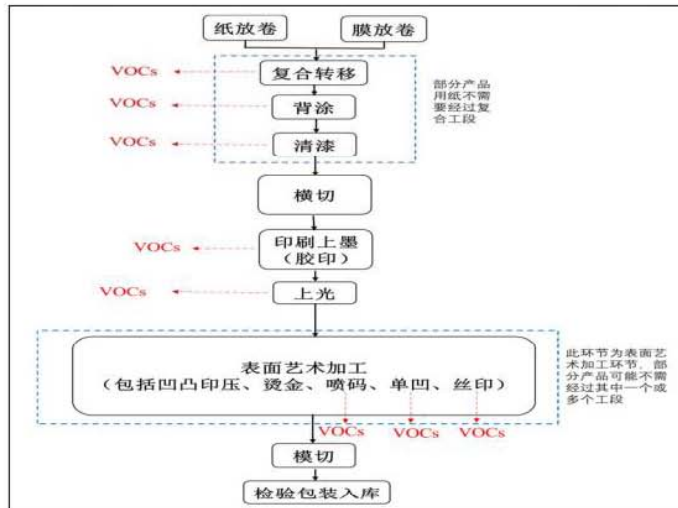 纸放卷
膜放卷
VOCs
复合转移
VOCs
背涂
VOCs
清漆
部分产品
用纸不需
要经过复
合工段
横切
VOCs
印刷上墨
（胶印）
VOCs
上光
表面艺术加工
（包括凹凸印压、烫金、喷码、单凹、丝印）
此环节为表面艺
术加工环节，部
分产品可能不需
经过其中一个或
多个工段
VOCs
VOCs
VOCs
模切
检验包装入库